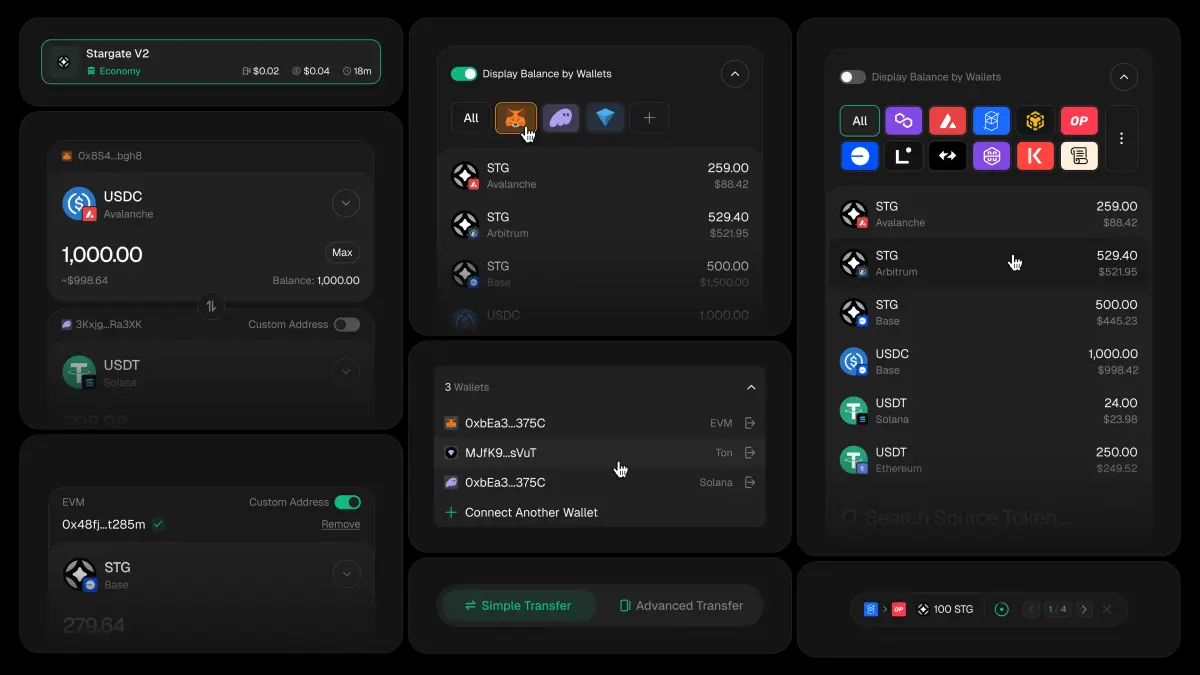 Stargate V2
Economy
$0.02 $0.04 18m
0x8S4...bgh8
USDC
Avalanche
1,000.00
Max
~$998.64
Balance: 1,000.00
3Kxjg...Ra3XK
Custom Address
USDT
Solana
EVM
Custom Address
0x48fj...t285m
Remove
STG
Base
279.64
Display Balance by Wallets
All
STG
259.00
Avalanche
$88.42
STG
529.40
Arbitrum
$521.95
STG
500.00
Base
$1,500.00
USDC
1,000.00
3 Wallets
0xbEa3...375C
EVM
MJfK9...sVuT
Ton
0xbEa3...375C
Solana
Connect Another Wallet
Simple Transfer
Advanced Transfer
Display Balance by Wallets
All
OP
STG
259.00
Avalanche
$88.42
STG
529.40
Arbitrum
$521.95
STG
500.00
Base
$445.23
USDC
1,000.00
Base
$998.42
USDT
24.00
Solana
$23.98
USDT
250.00
Ethereum
$249.52
Search Source Token...
OP
100 STG
1 / 4